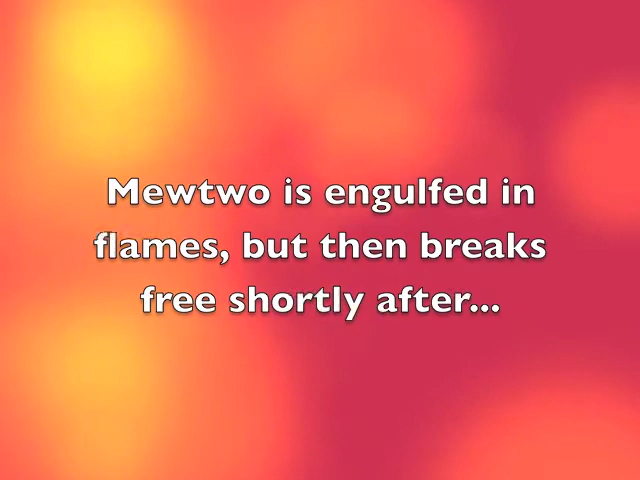 Mewtwo is engulfed in
flames, but then breaks
free shortly after...